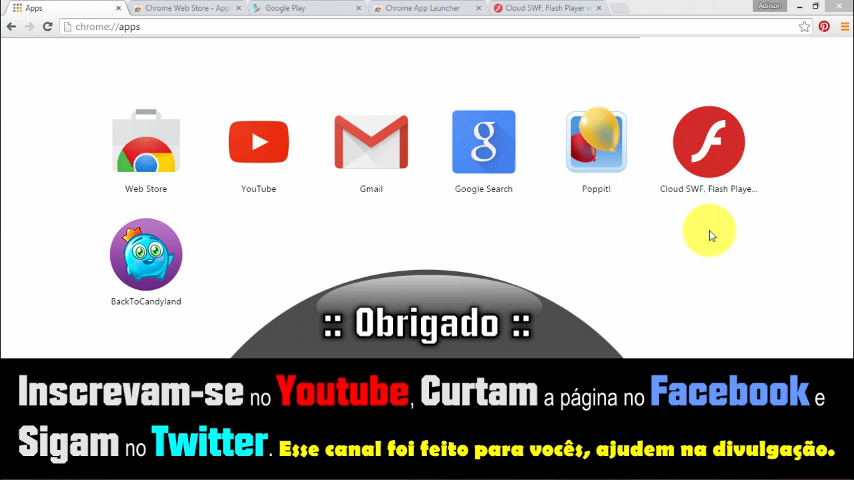 Apps
Chrome Web Store - Apps
Google Play
Chrome App Launcher
Cloud SWF, Flash Player
Adilson
chrome://apps
Web Store
YouTube
Gmail
Google Search
Poppit!
Cloud SWF, Flash Playe...
BackToCandyland
:: Obrigado ::
Inscrevam-se no Youtube, Curtam a página no Facebook e
Sigam no Twitter. Esse canal foi feito para vocês, ajudem na divulgação.